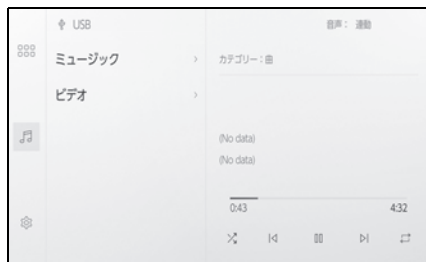 USB
音声： 連動
ミュージック
カテゴリー：曲
ビデオ
(No data)
(No data)
0:43
4:32